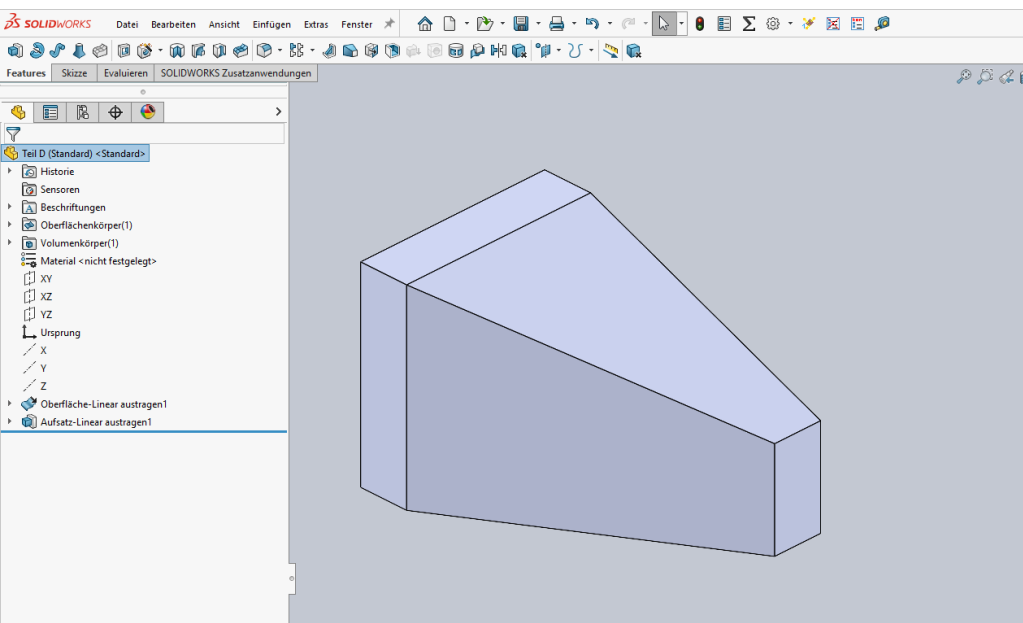 SOLIDWORKS Datei Bearbeiten Ansicht Einfügen Extras Fenster
Features Skizze Evaluieren SOLIDWORKS Zusatzanwendungen
Teil D (Standard) <Standard>
Historie
Sensoren
Beschriftungen
Oberflächenkörper(1)
Volumenkörper(1)
Material <nicht festgelegt>
XY
XZ
YZ
Ursprung
X
Y
Z
Oberfläche-Linear austragen1
Aufsatz-Linear austragen1